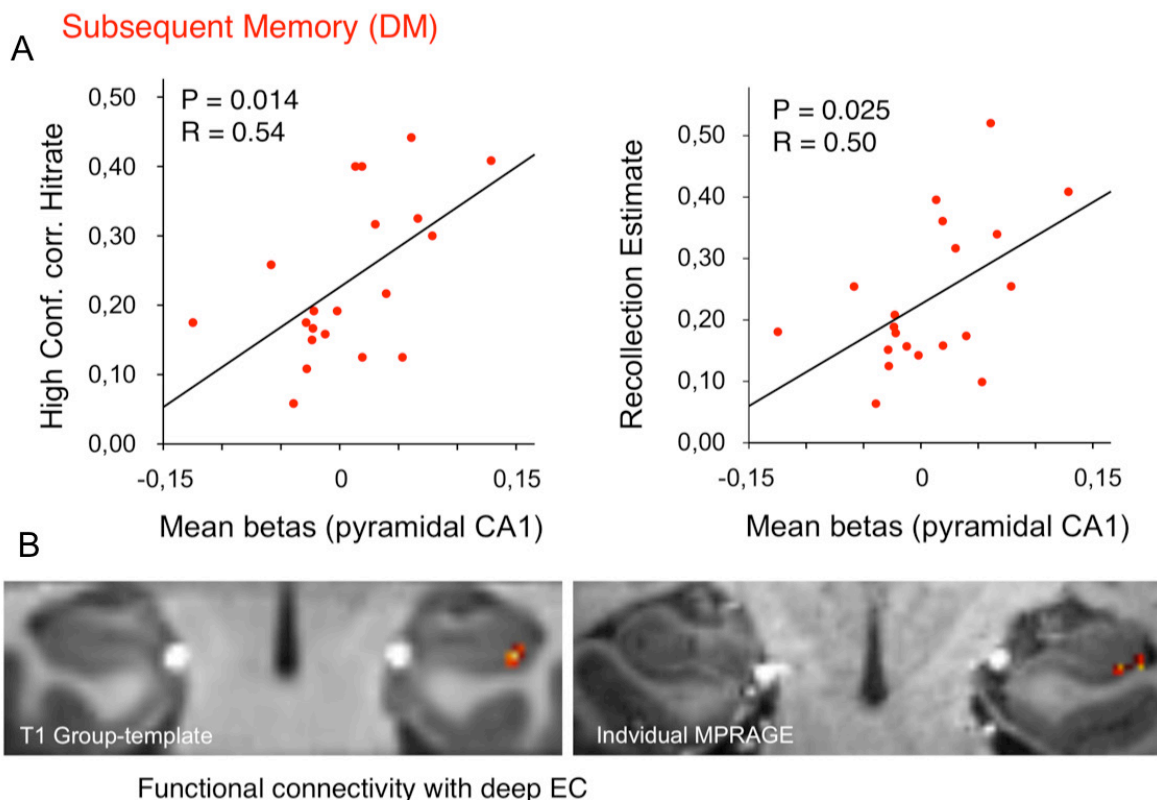 Subsequent Memory (DM)
A
P = 0.014
R = 0.54
High Conf. corr. Hitrate
0,50
0,40
0,30
0,20
0,10
0,00
-0,15 0 0,15
Mean betas (pyramidal CA1)
P = 0.025
R = 0.50
Recollection Estimate
0,50
0,40
0,30
0,20
0,10
0,00
-0,15 0 0,15
Mean betas (pyramidal CA1)
B
T1 Group-template
Indvidual MPRAGE
Functional connectivity with deep EC